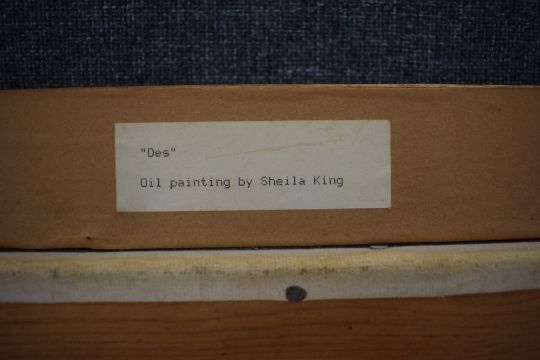 "Des"
Oil painting by Sheila King